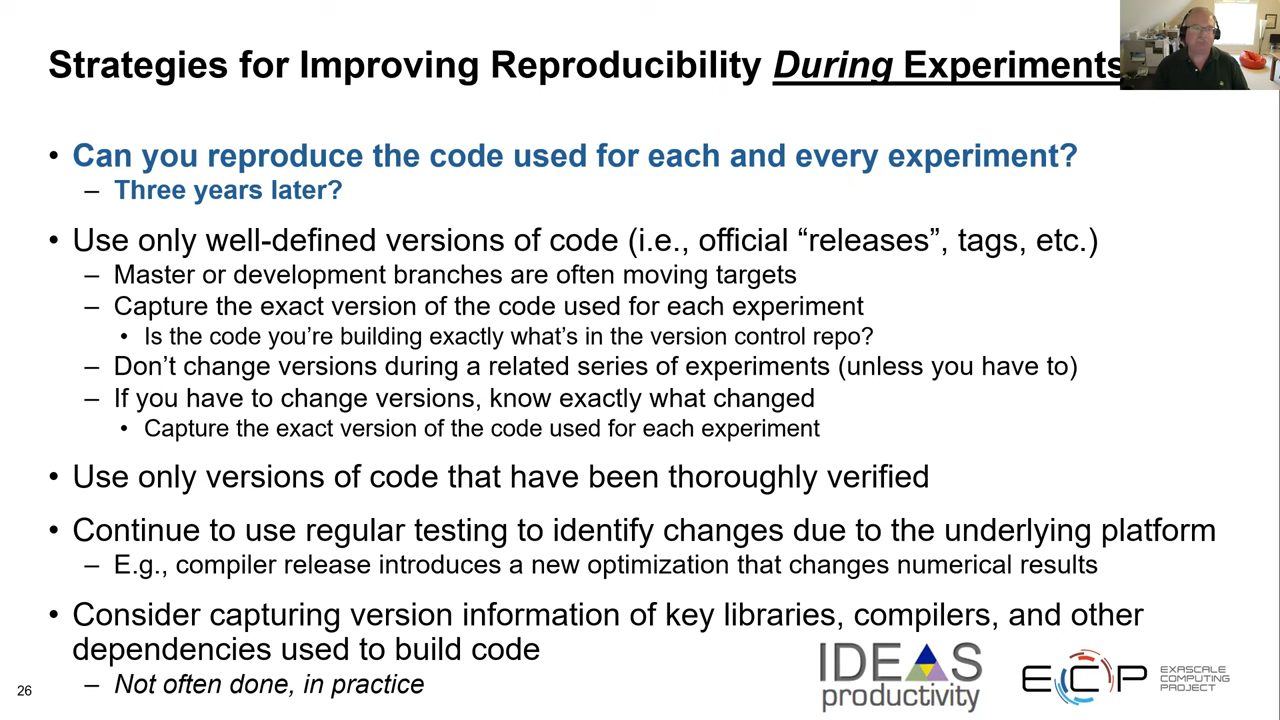 Strategies for Improving Reproducibility During Experiments
• Can you reproduce the code used for each and every experiment?
– Three years later?
• Use only well-defined versions of code (i.e., official “releases”, tags, etc.)
– Master or development branches are often moving targets
– Capture the exact version of the code used for each experiment
• Is the code you’re building exactly what’s in the version control repo?
– Don’t change versions during a related series of experiments (unless you have to)
– If you have to change versions, know exactly what changed
• Capture the exact version of the code used for each experiment
• Use only versions of code that have been thoroughly verified
• Continue to use regular testing to identify changes due to the underlying platform
– E.g., compiler release introduces a new optimization that changes numerical results
• Consider capturing version information of key libraries, compilers, and other
dependencies used to build code
– Not often done, in practice
26
IDEAS
productivity
ECP
EXASCALE
COMPUTING
PROJECT